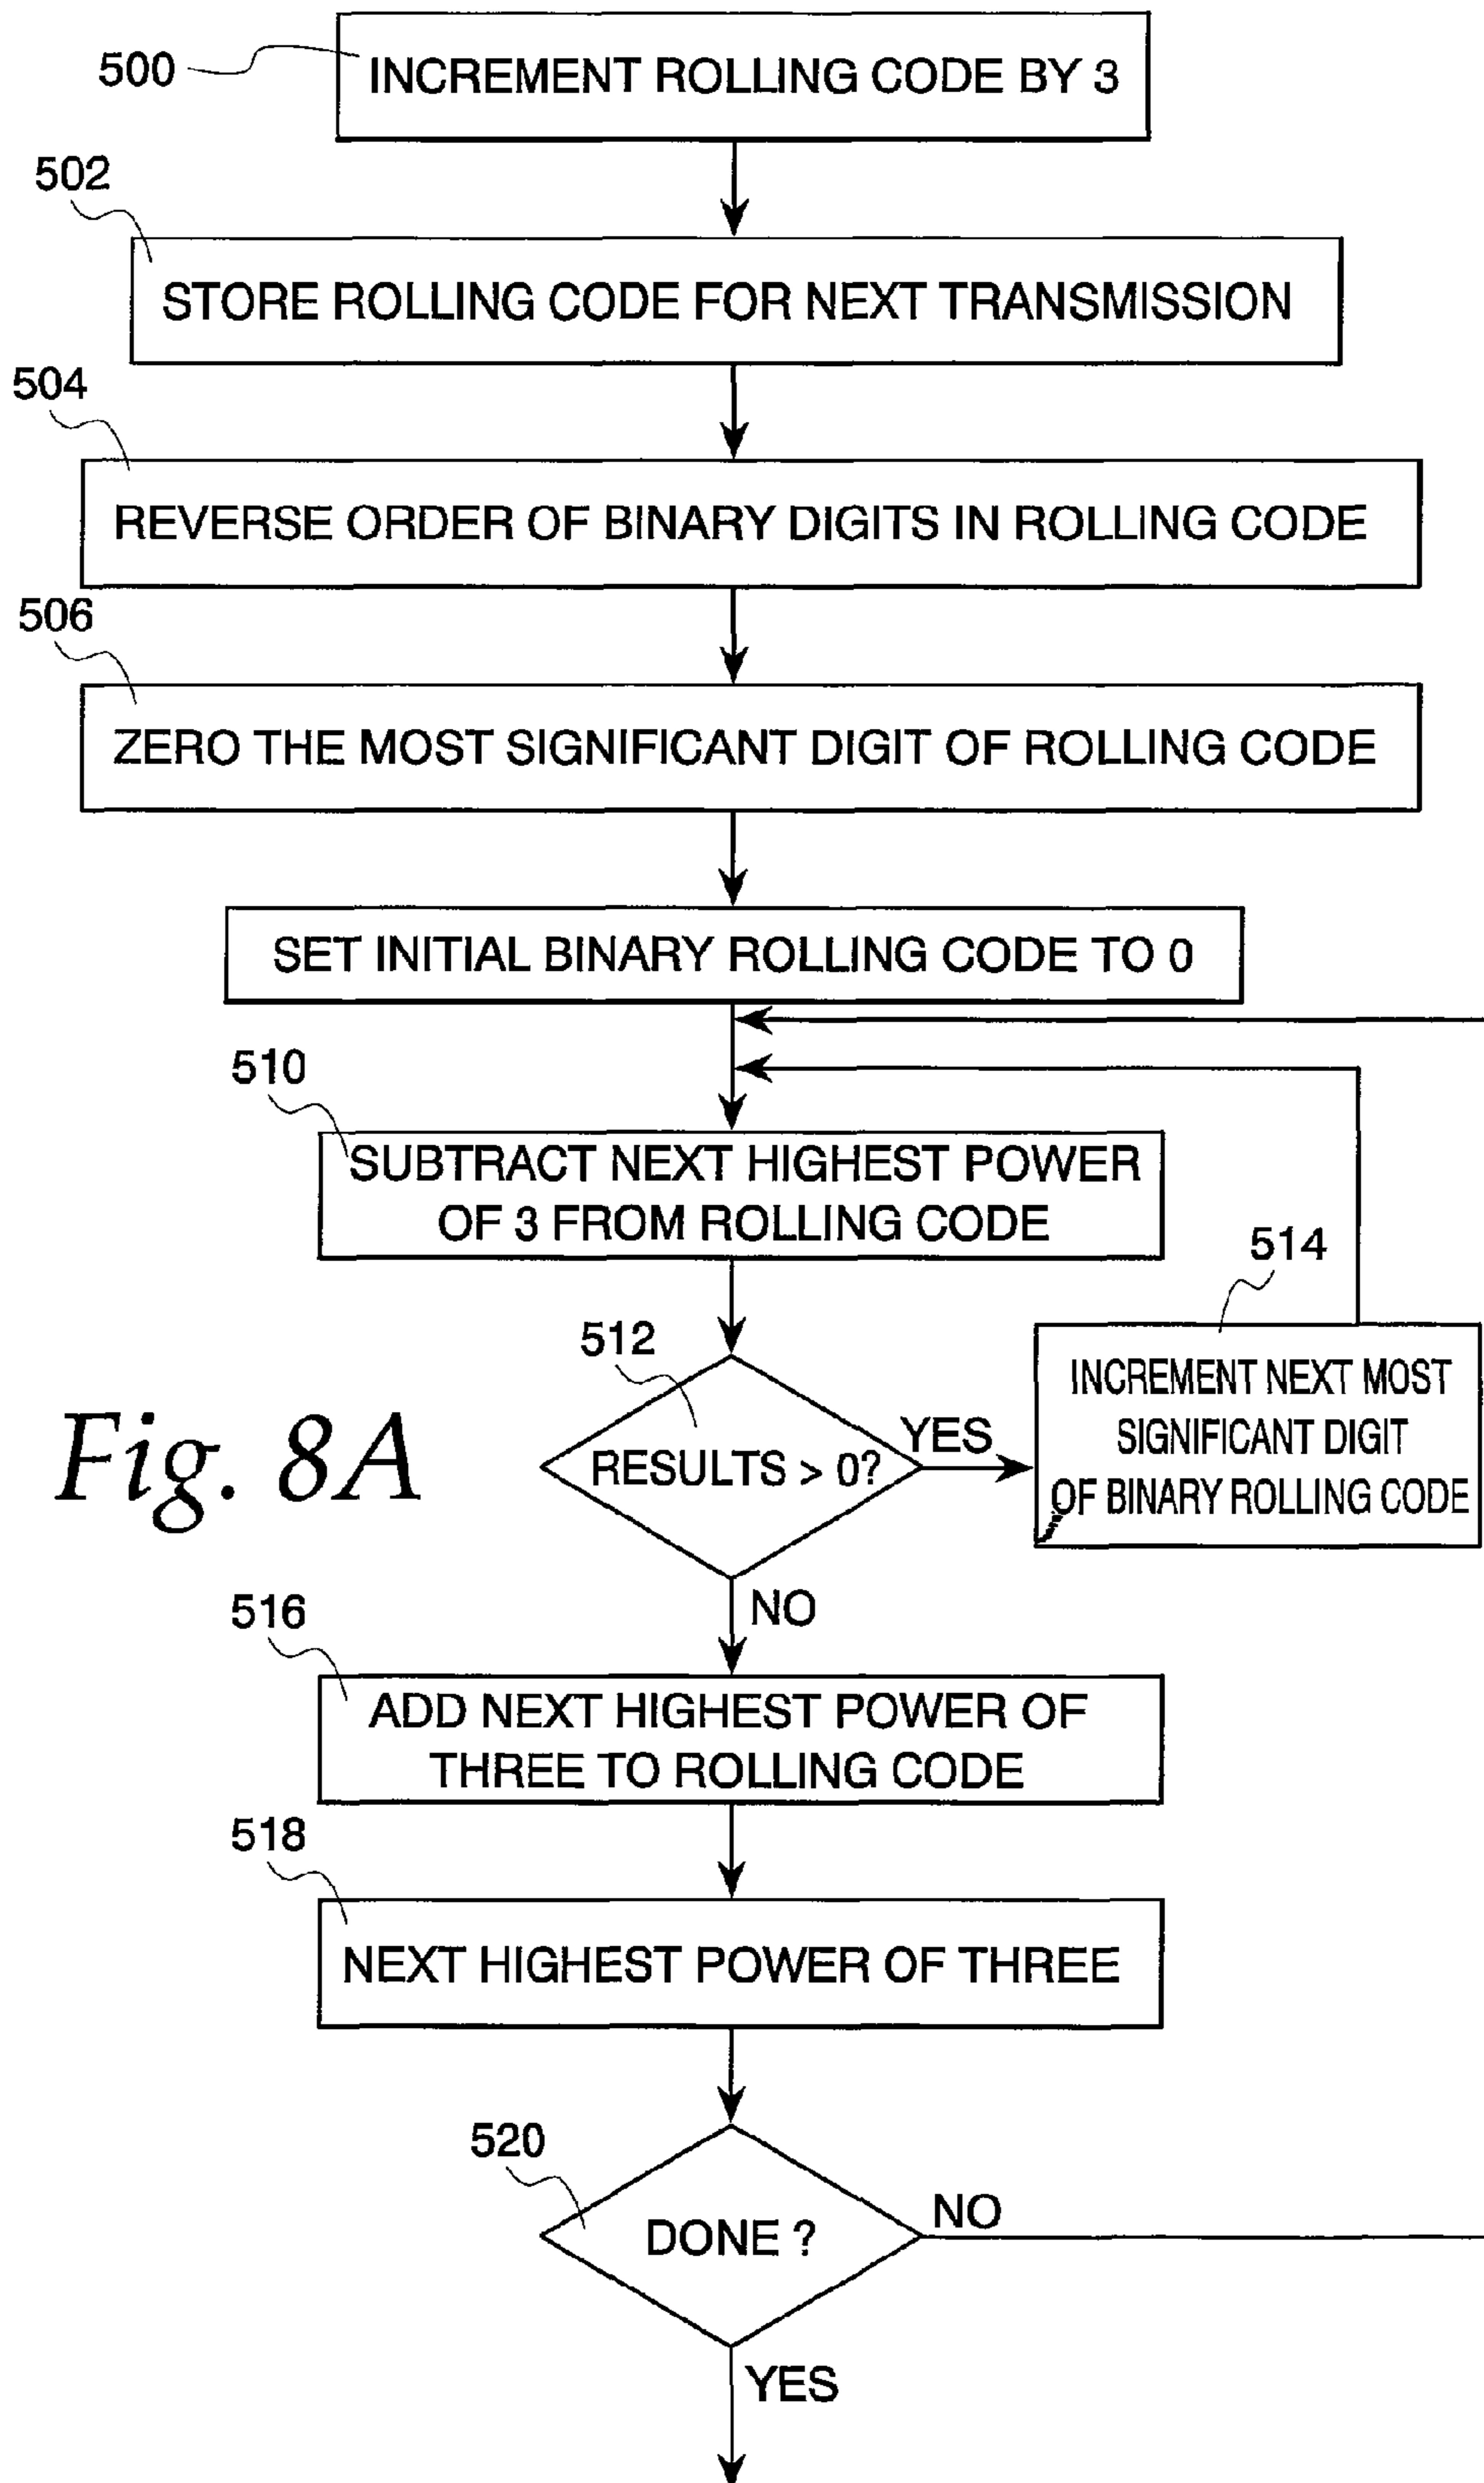 500
INCREMENT ROLLING CODE BY 3
502
STORE ROLLING CODE FOR NEXT TRANSMISSION
504
REVERSE ORDER OF BINARY DIGITS IN ROLLING CODE
506
ZERO THE MOST SIGNIFICANT DIGIT OF ROLLING CODE
SET INITIAL BINARY ROLLING CODE TO 0
510
SUBTRACT NEXT HIGHEST POWER
OF 3 FROM ROLLING CODE
512
RESULTS > 0?
YES
514
INCREMENT NEXT MOST
SIGNIFICANT DIGIT
OF BINARY ROLLING CODE
Fig. 8A
NO
516
ADD NEXT HIGHEST POWER OF
THREE TO ROLLING CODE
518
NEXT HIGHEST POWER OF THREE
520
DONE ?
NO
YES